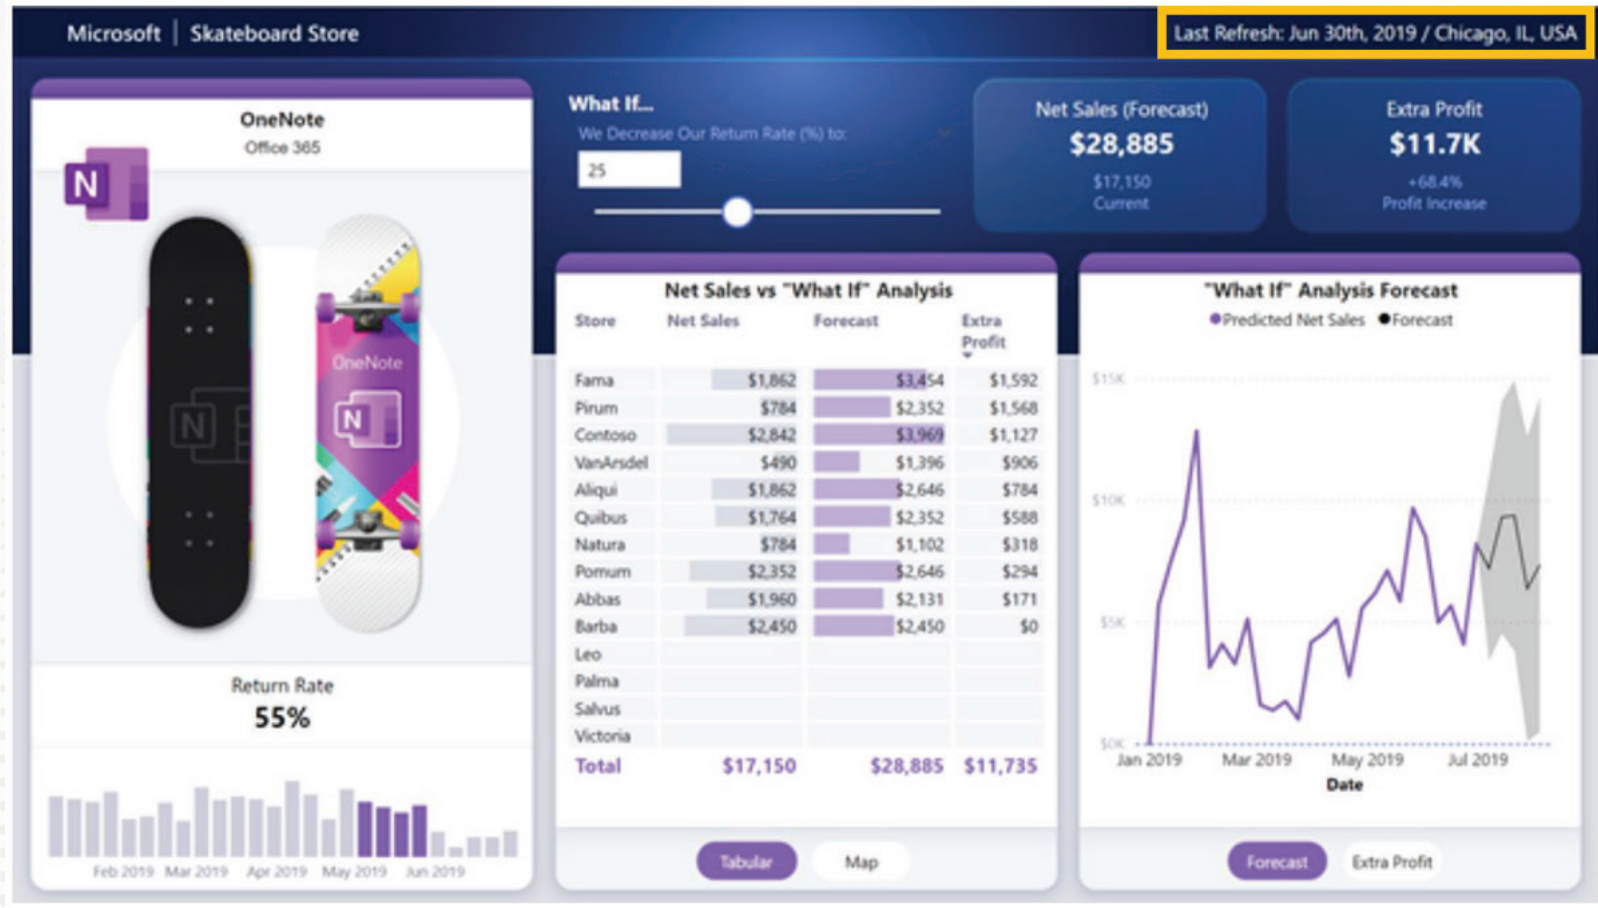 Microsoft | Skateboard Store
Last Refresh: Jun 30th, 2019 / Chicago, IL, USA
OneNote
Office 365
N
OneNote
N
N
Return Rate
55%
Feb 2019 Mar 2019 Apr 2019 May 2019 Jun 2019
What If...
We Decrease Our Return Rate (%) to:
25
Net Sales (Forecast)
$28,885
$17,150
Current
Extra Profit
$11.7K
+68.4%
Profit Increase
Net Sales vs "What If" Analysis
Store Net Sales Forecast Extra Profit
Fama $1,862 $3,454 $1,592
Pirum $784 $2,352 $1,568
Contoso $2,842 $3,969 $1,127
VanArsdel $490 $1,396 $906
Aliqui $1,862 $2,646 $784
Quibus $1,764 $2,352 $588
Natura $784 $1,102 $318
Pomum $2,352 $2,646 $294
Abbas $1,960 $2,131 $171
Barba $2,450 $2,450 $0
Leo
Palma
Salvus
Victoria
Total $17,150 $28,885 $11,735
Tabular Map
"What If" Analysis Forecast
Predicted Net Sales Forecast
$15K
$10K
$5K
$0K
Jan 2019 Mar 2019 May 2019 Jul 2019
Date
Forecast Extra Profit